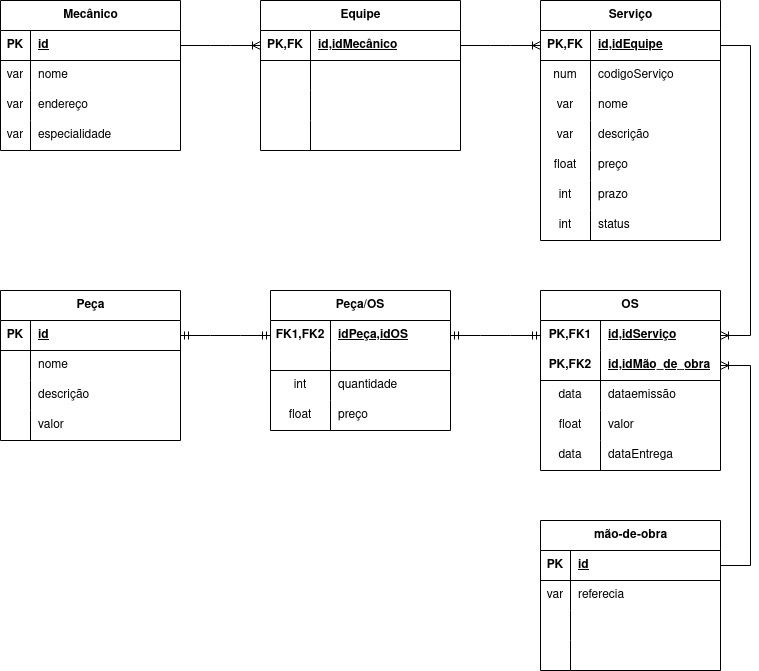 Mecânico
PK id
var nome
var endereço
var especialidade
Equipe
PK,FK id,idMecânico
Serviço
PK,FK id,idEquipe
num codigoServiço
var nome
var descrição
float preço
int prazo
int status
Peça
PK id
nome
descrição
valor
Peça/OS
FK1,FK2 idPeça,idOS
int quantidade
float preço
OS
PK,FK1 id,idServiço
PK,FK2 id,idMão_de_obra
data dataemissão
float valor
data dataEntrega
mão-de-obra
PK id
var referecia